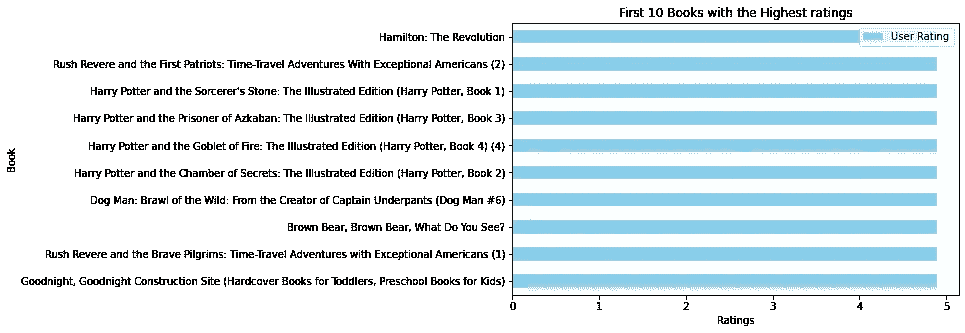 First 10 Books with the Highest ratings
User Rating
Hamilton: The Revolution
Rush Revere and the First Patriots: Time-Travel Adventures With Exceptional Americans (2)
Harry Potter and the Sorcerer's Stone: The Illustrated Edition (Harry Potter, Book 1)
Harry Potter and the Prisoner of Azkaban: The Illustrated Edition (Harry Potter, Book 3)
Harry Potter and the Goblet of Fire: The Illustrated Edition (Harry Potter, Book 4) (4)
Harry Potter and the Chamber of Secrets: The Illustrated Edition (Harry Potter, Book 2)
Dog Man: Brawl of the Wild: From the Creator of Captain Underpants (Dog Man #6)
Brown Bear, Brown Bear, What Do You See?
Rush Revere and the Brave Pilgrims: Time-Travel Adventures with Exceptional Americans (1)
Goodnight, Goodnight Construction Site (Hardcover Books for Toddlers, Preschool Books for Kids)
Book
0 1 2 3 4 5
Ratings